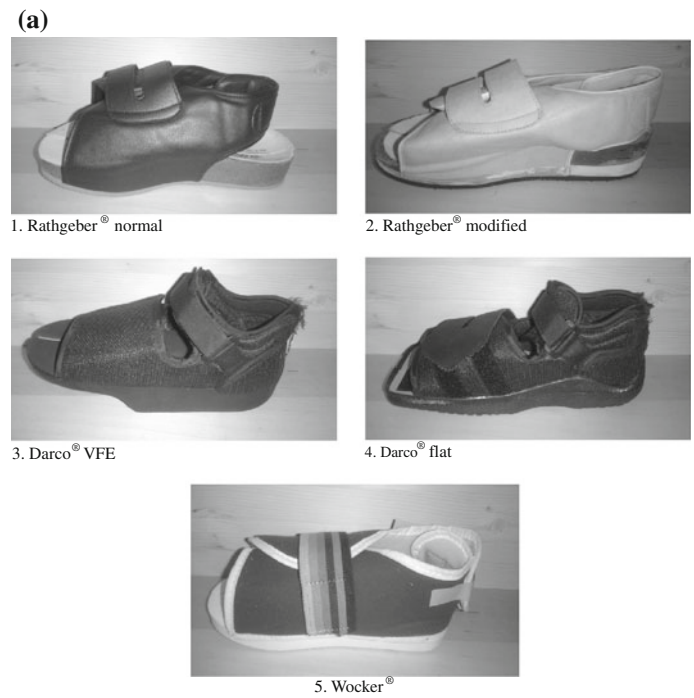 (a)
1. Rathgeber® normal
2. Rathgeber® modified
3. Darco® VFE
4. Darco® flat
5. Wocker®